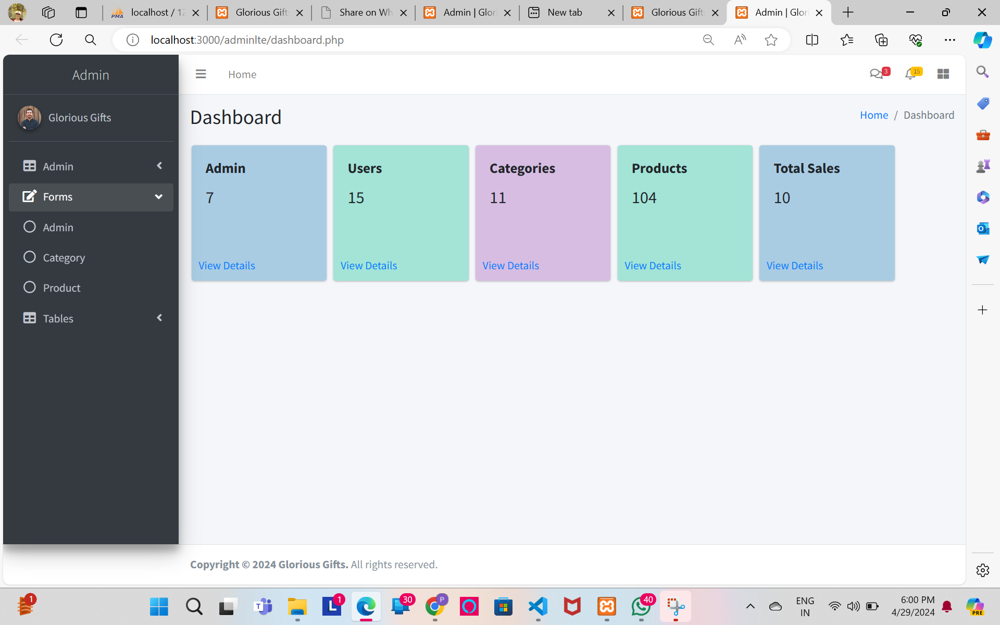 localhost / 12
Glorious Gift
Share on Wh
Admin | Glor
New tab
Glorious Gift
Admin | Glor
localhost:3000/adminlte/dashboard.php
Admin
Home
3
15
Glorious Gifts
Dashboard
Home / Dashboard
Admin
Forms
Admin
Category
Product
Tables
Admin
7
View Details
Users
15
View Details
Categories
11
View Details
Products
104
View Details
Total Sales
10
View Details
Copyright © 2024 Glorious Gifts. All rights reserved.
1
1
30
P
40
ENG
IN
6:00 PM
4/29/2024
PRE